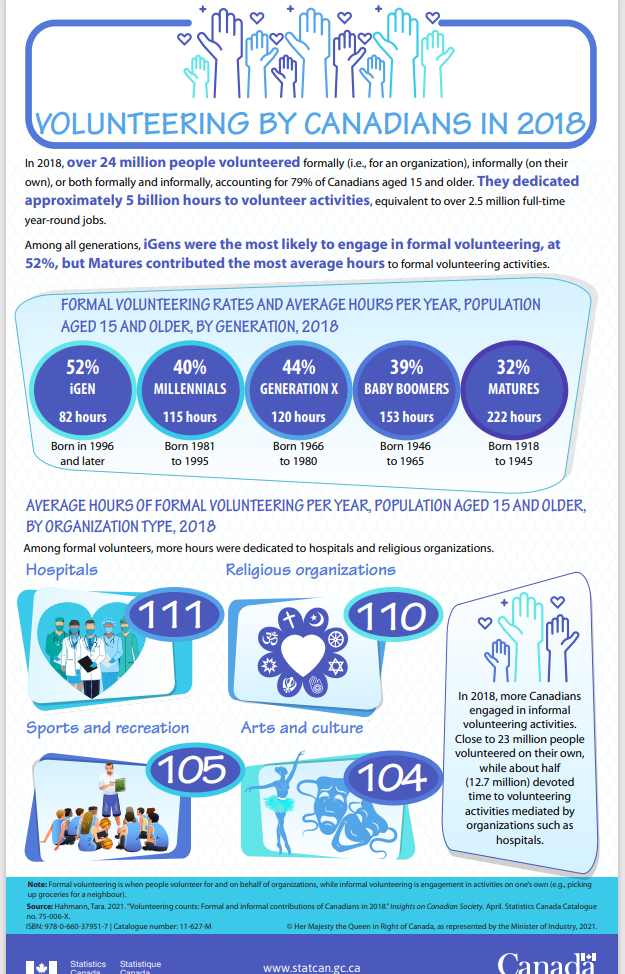 VOLUNTEERING BY CANADIANS IN 2018
In 2018, over 24 million people volunteered formally (i.e., for an organization), informally (on their
own), or both formally and informally, accounting for 79% of Canadians aged 15 and older. They dedicated
approximately 5 billion hours to volunteer activities, equivalent to over 2.5 million full-time
year-round jobs.
Among all generations, iGens were the most likely to engage in formal volunteering, at
52%, but Matures contributed the most average hours to formal volunteering activities.
FORMAL VOLUNTEERING RATES AND AVERAGE HOURS PER YEAR, POPULATION
AGED 15 AND OLDER, BY GENERATION, 2018
52%
iGEN
82 hours
Born in 1996
and later
40%
MILLENNIALS
115 hours
Born 1981
to 1995
44%
GENERATION X
120 hours
Born 1966
to 1980
39%
BABY BOOMERS
153 hours
Born 1946
to 1965
32%
MATURES
222 hours
Born 1918
to 1945
AVERAGE HOURS OF FORMAL VOLUNTEERING PER YEAR, POPULATION AGED 15 AND OLDER,
BY ORGANIZATION TYPE, 2018
Among formal volunteers, more hours were dedicated to hospitals and religious organizations.
Hospitals
111
Religious organizations
110
Sports and recreation
105
Arts and culture
104
In 2018, more Canadians
engaged in informal
volunteering activities.
Close to 23 million people
volunteered on their own,
while about half
(12.7 million) devoted
time to volunteering
activities mediated by
organizations such as
hospitals.
Note: Formal volunteering is when people volunteer for and on behalf of organizations, while informal volunteering is engagement in activities on one's own (e.g., picking
up groceries for a neighbour).
Source: Hahmann, Tara. 2021. "Volunteering counts: Formal and informal contributions of Canadians in 2018." Insights on Canadian Society. April. Statistics Canada Catalogue
no. 75-006-X.
ISBN: 978-0-660-37951-7 | Catalogue number: 11-627-M
© Her Majesty the Queen in Right of Canada, as represented by the Minister of Industry, 2021.
Statistics
Canada
Statistique
Canada
www.statcan.gc.ca
Canada